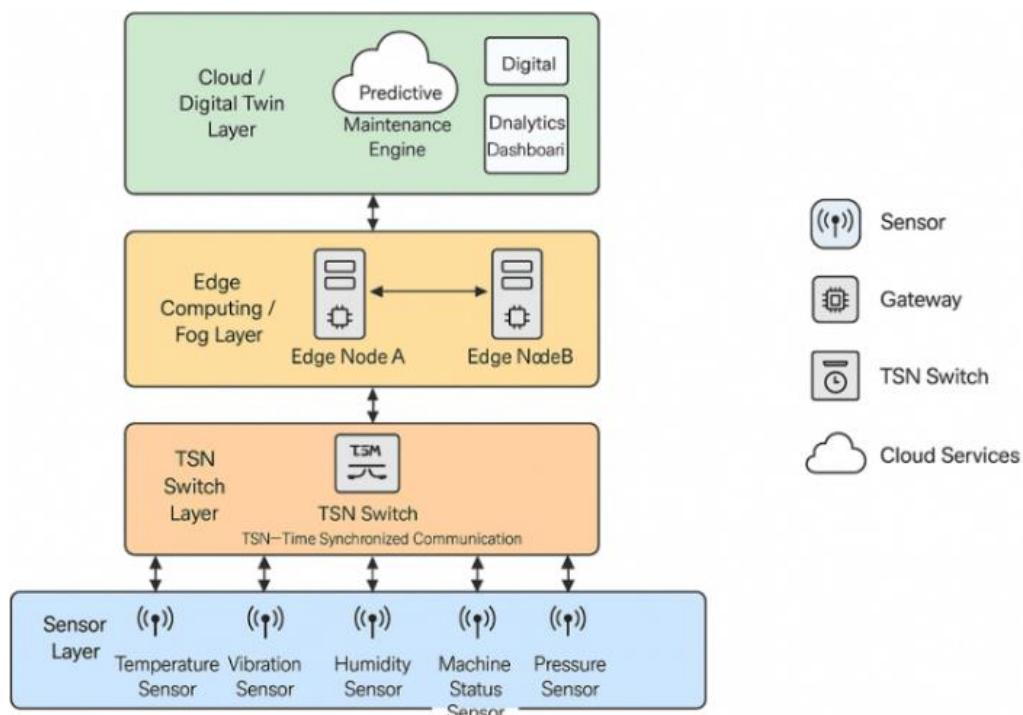 Cloud /
Digital Twin
Layer
Predictive
Maintenance
Engine
Digital
Dnalytics
Dashboari
Edge
Computing /
Fog Layer
Edge Node A
Edge NodeB
TSN
Switch
Layer
TSM
TSN Switch
TSN–Time Synchronized Communication
Sensor
Layer
Temperature
Sensor
Vibration
Sensor
Humidity
Sensor
Machine
Status
Sensor
Pressure
Sensor
Sensor
Gateway
TSN Switch
Cloud Services